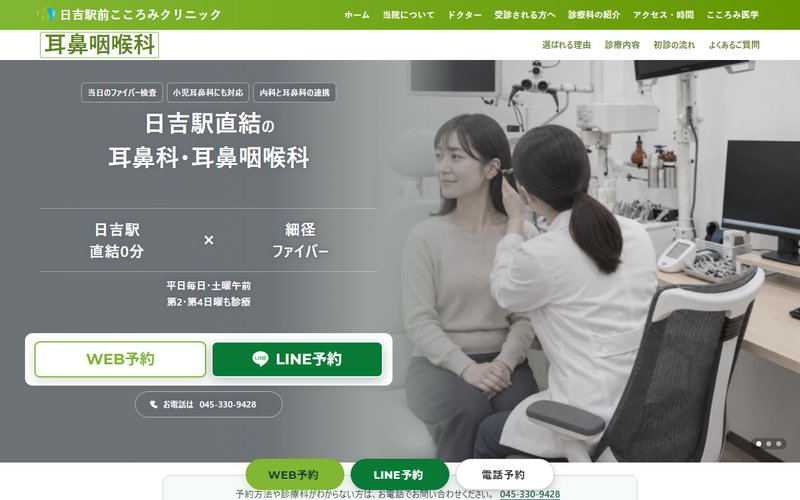 日吉駅前こころみクリニック
ホーム 当院について ドクター 受診される方へ 診療科の紹介 アクセス・時間 こころみ医学
耳鼻咽喉科
選ばれる理由 診療内容 初診の流れ よくあるご質問
当日のファイバー検査 小児耳鼻科にも対応 内科と耳鼻科の連携
日吉駅直結の
耳鼻科・耳鼻咽喉科
日吉駅
直結0分
×
細径
ファイバー
平日毎日・土曜午前
第2・第4日曜も診療
WEB予約 LINE LINE予約
お電話は 045-330-9428
WEB予約 LINE予約 電話予約
予約方法や診療科がわからない方は、お電話でお問い合わせください。 045-330-9428